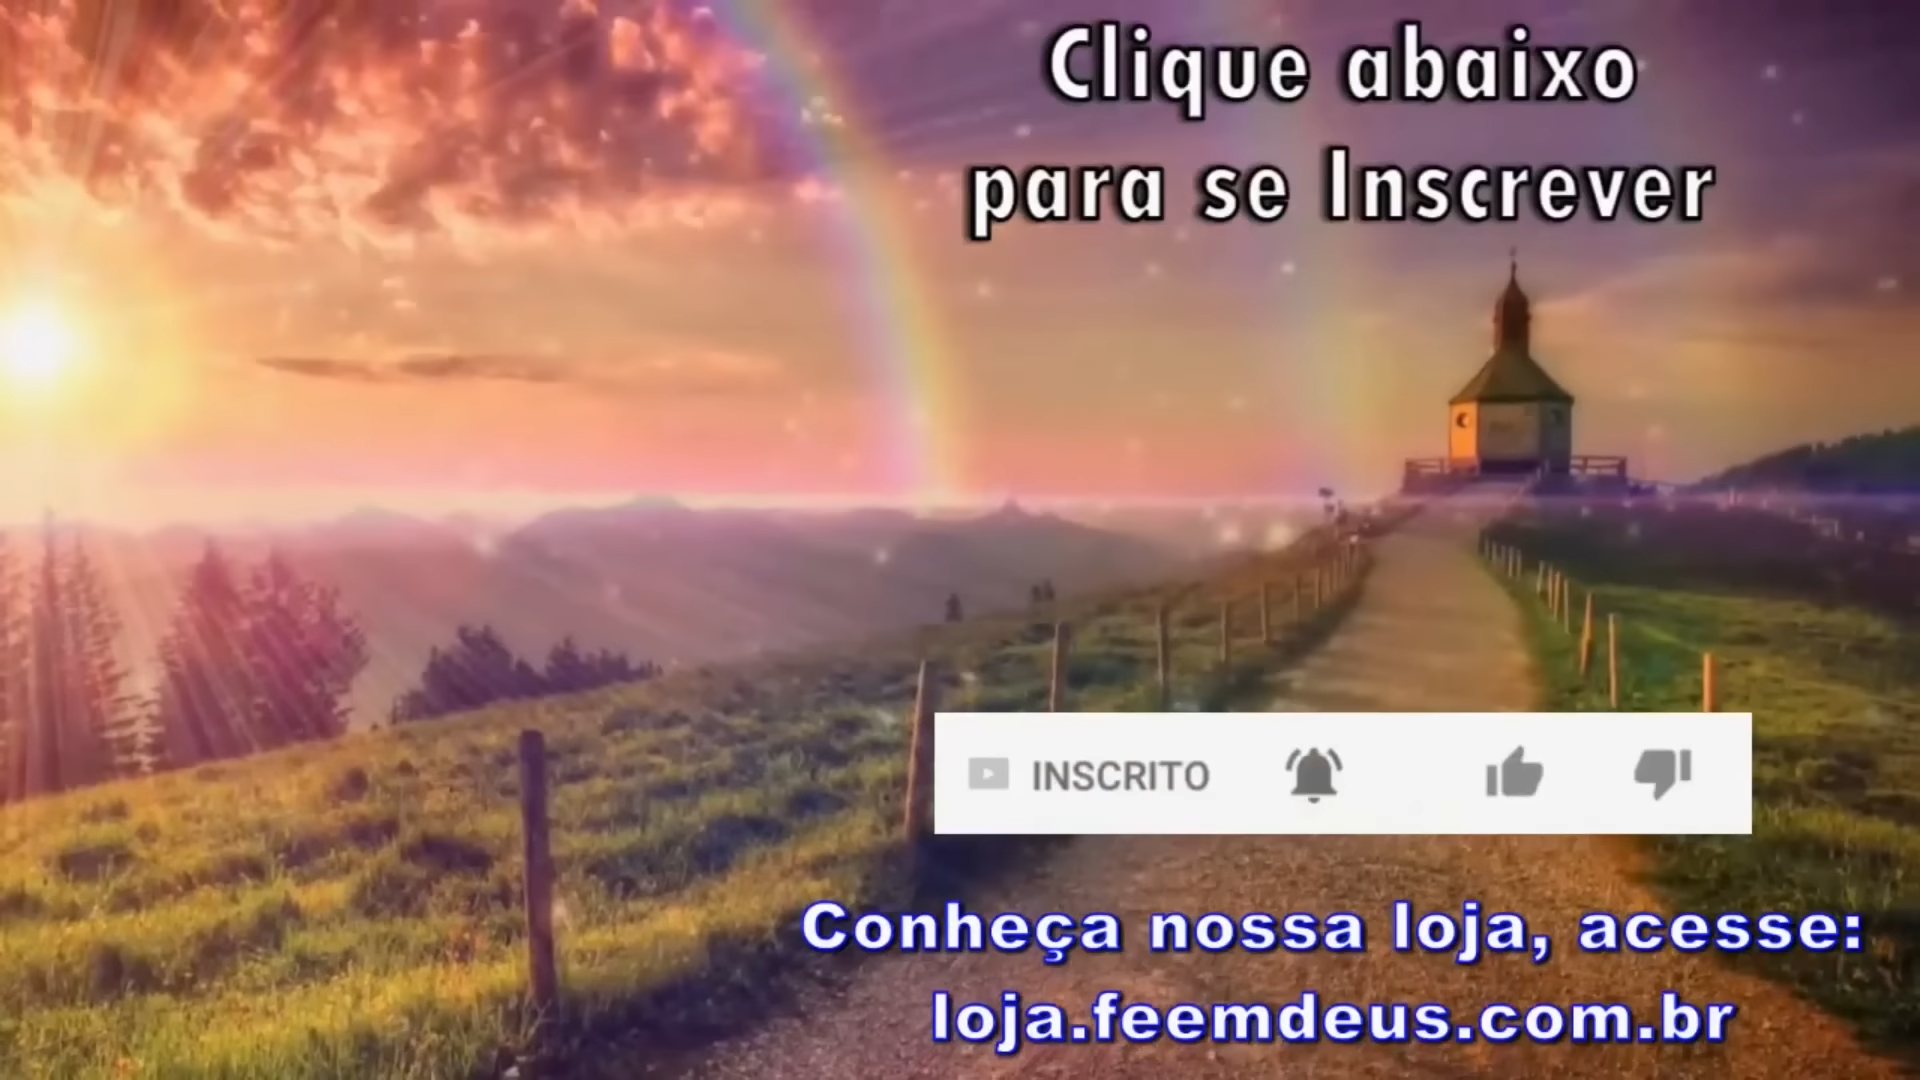 Clique abaixo
para se Inscrever
INSCRITO
Conheça nossa loja, acesse:
loja.feemdeus.com.br